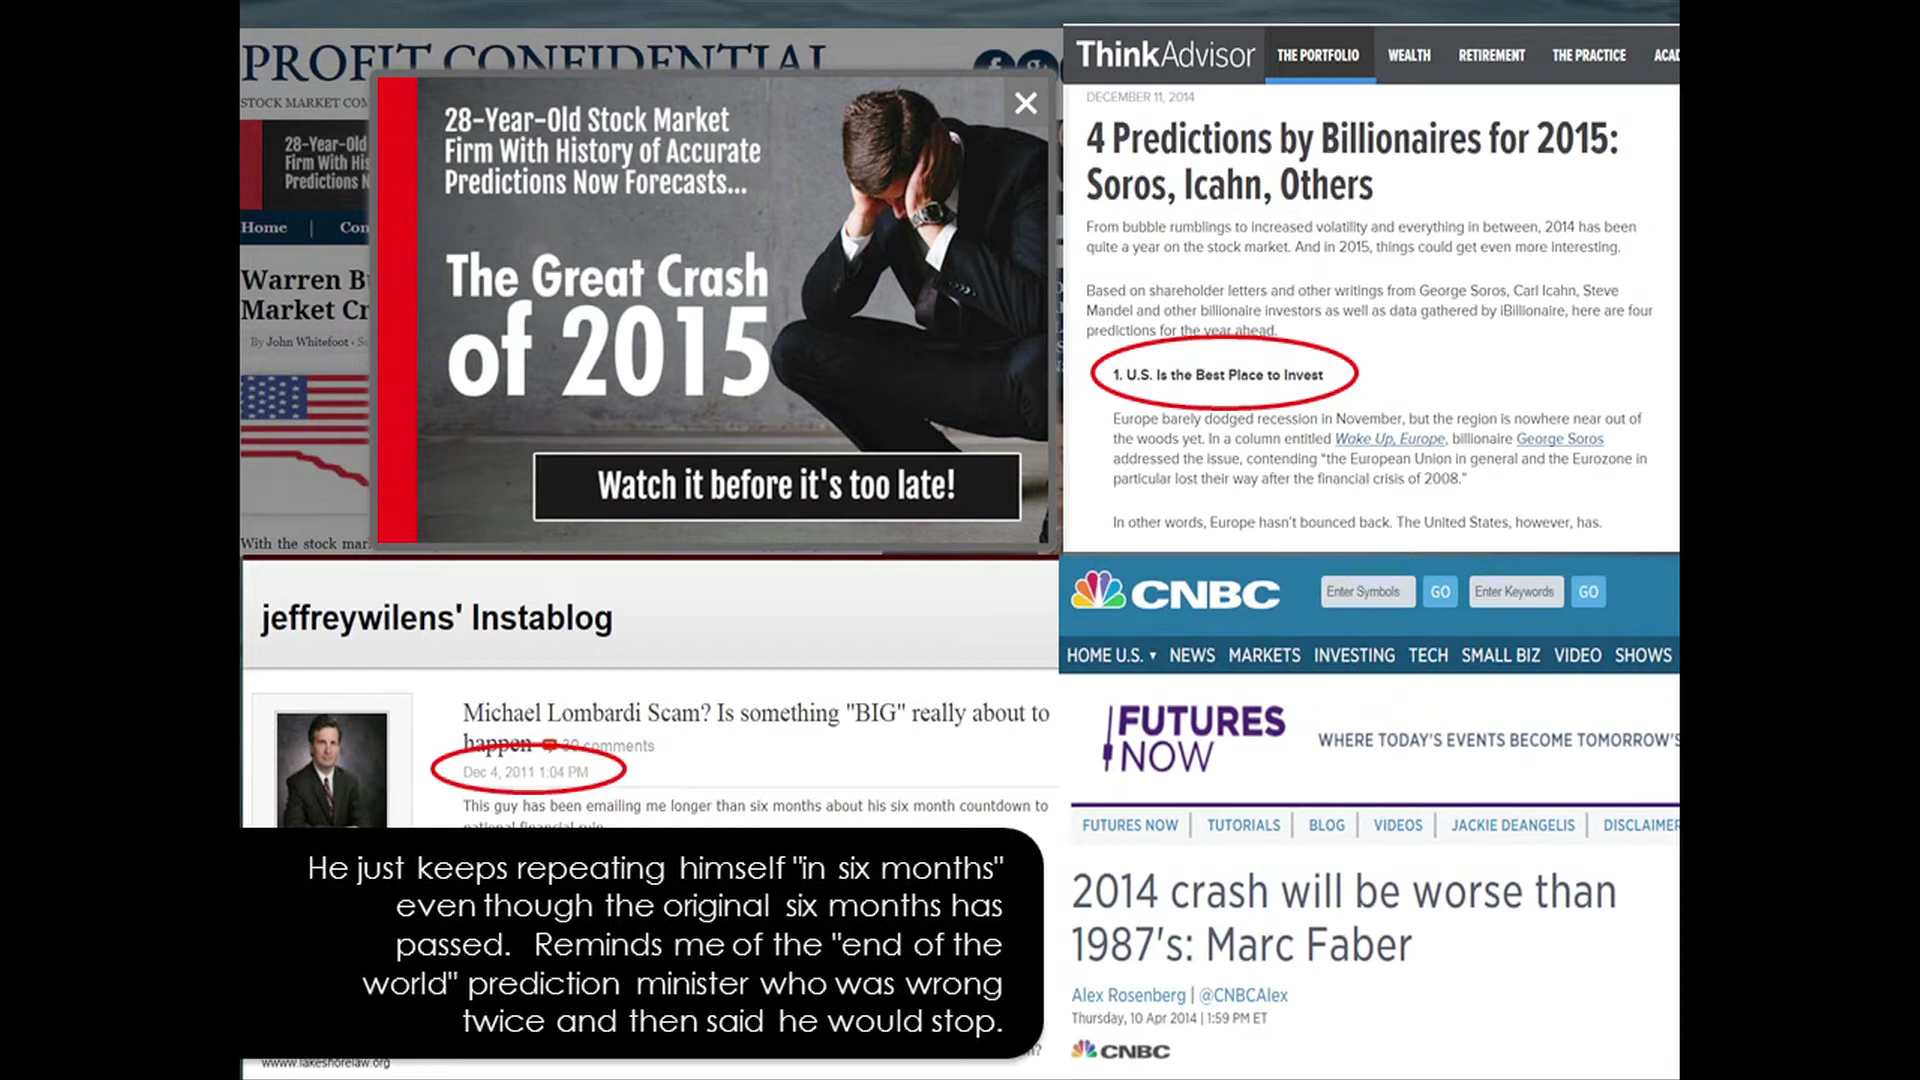 PROFIT CONFIDENTIAL
STOCK MARKET COM
28-Year-Old
Firm With His
Predictions N
Home | Con
Warren B
Market Cr
By John Whitefoot - S
With the stock mar
28-Year-Old Stock Market
Firm With History of Accurate
Predictions Now Forecasts...
The Great Crash
of 2015
Watch it before it's too late!
ThinkAdvisor THE PORTFOLIO WEALTH RETIREMENT THE PRACTICE ACAD
DECEMBER 11, 2014
4 Predictions by Billionaires for 2015:
Soros, Icahn, Others
From bubble rumblings to increased volatility and everything in between, 2014 has been
quite a year on the stock market. And in 2015, things could get even more interesting.
Based on shareholder letters and other writings from George Soros, Carl Icahn, Steve
Mandel and other billionaire investors as well as data gathered by iBillionaire, here are four
predictions for the year ahead.
1. U.S. Is the Best Place to Invest
Europe barely dodged recession in November, but the region is nowhere near out of
the woods yet. In a column entitled Wake Up, Europe, billionaire George Soros
addressed the issue, contending "the European Union in general and the Eurozone in
particular lost their way after the financial crisis of 2008."
In other words, Europe hasn't bounced back. The United States, however, has.
jeffreywilens' Instablog
Michael Lombardi Scam? Is something "BIG" really about to
happen 30 comments
Dec 4, 2011 1:04 PM
This guy has been emailing me longer than six months about his six month countdown to
national financial ruin
He just keeps repeating himself "in six months"
even though the original six months has
passed. Reminds me of the "end of the
world" prediction minister who was wrong
twice and then said he would stop.
www.lakeshorelaw.org
CNBC Enter Symbols GO Enter Keywords GO
HOME U.S. NEWS MARKETS INVESTING TECH SMALL BIZ VIDEO SHOWS
FUTURES
NOW
WHERE TODAY'S EVENTS BECOME TOMORROW'S
FUTURES NOW | TUTORIALS | BLOG | VIDEOS | JACKIE DEANGELIS | DISCLAIMER
2014 crash will be worse than
1987's: Marc Faber
Alex Rosenberg | @CNBCAlex
Thursday, 10 Apr 2014 | 1:59 PM ET
CNBC